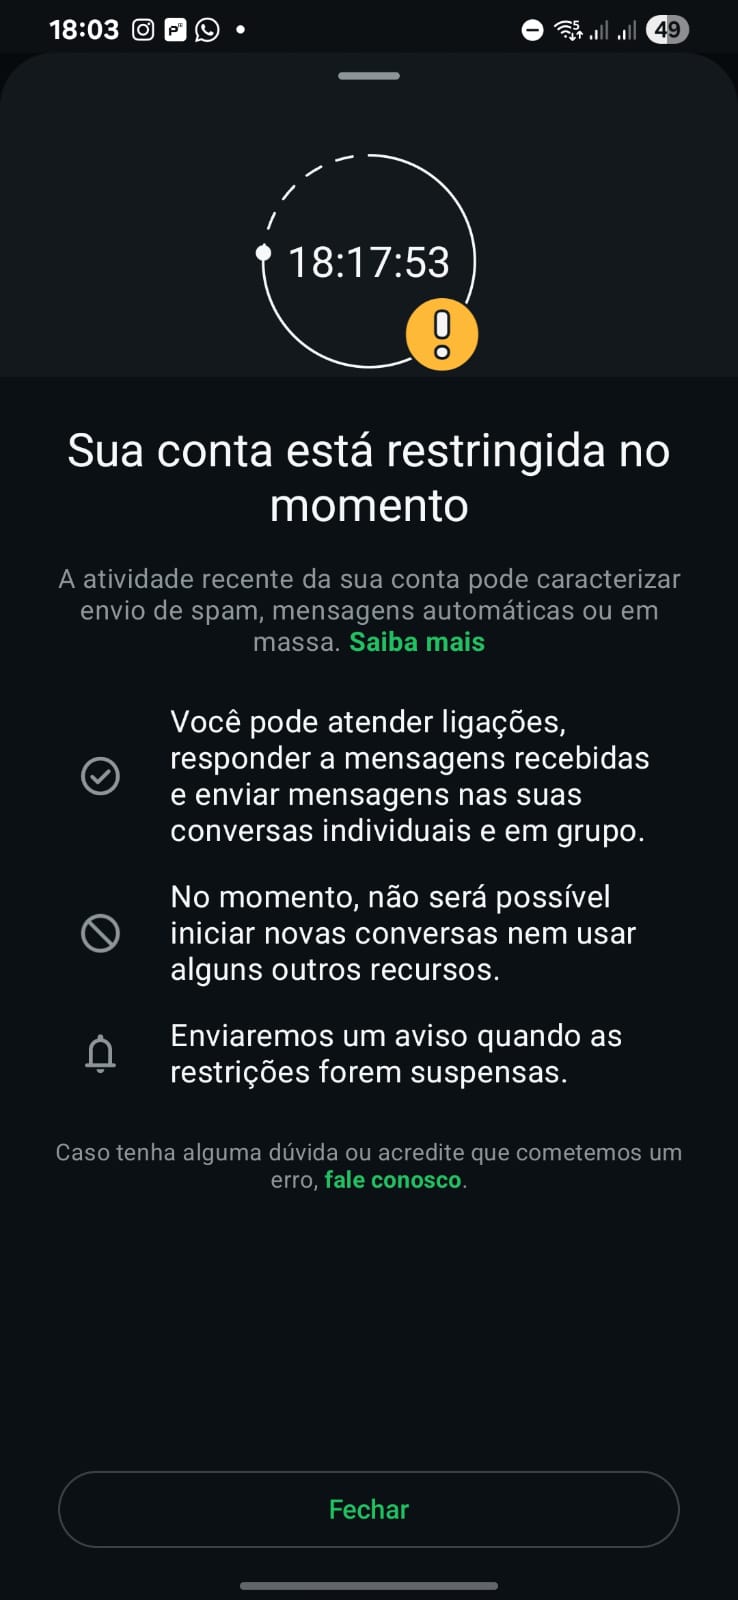 18:03
49
18:17:53
Sua conta está restringida no
momento
A atividade recente da sua conta pode caracterizar
envio de spam, mensagens automáticas ou em
massa. Saiba mais
Você pode atender ligações,
responder a mensagens recebidas
e enviar mensagens nas suas
conversas individuais e em grupo.
No momento, não será possível
iniciar novas conversas nem usar
alguns outros recursos.
Enviaremos um aviso quando as
restrições forem suspensas.
Caso tenha alguma dúvida ou acredite que cometemos um
erro, fale conosco.
Fechar